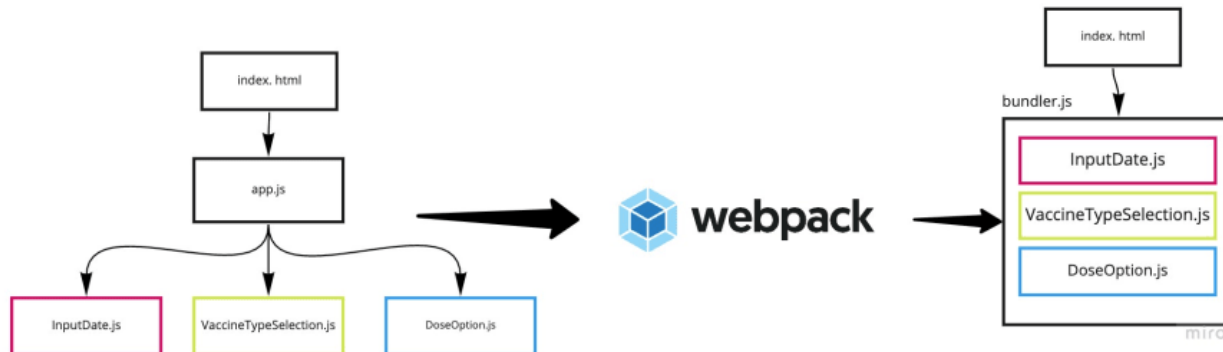 index. html
app.js
InputDate.js
VaccineTypeSelection.js
DoseOption.js
webpack
index. html
bundler.js
InputDate.js
VaccineTypeSelection.js
DoseOption.js
miro